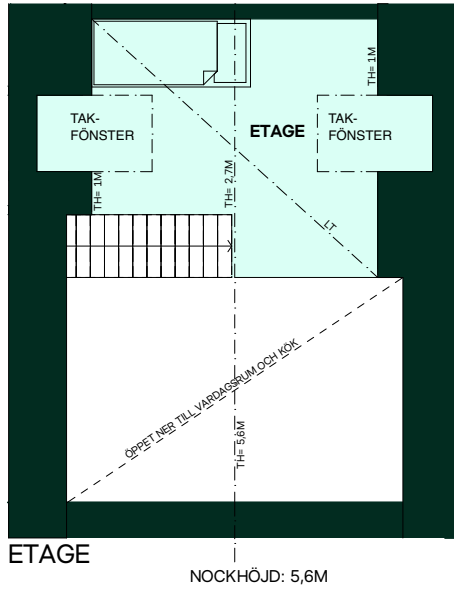 TH= 1M
TAK-
FÖNSTER
ETAGE
TAK-
FÖNSTER
TH= 1M
TH= 2,7M
LT
ÖPPET NER TILL VARDAGSRUM OCH KÖK
TH= 5,6M
ETAGE
NOCKHÖJD: 5,6M